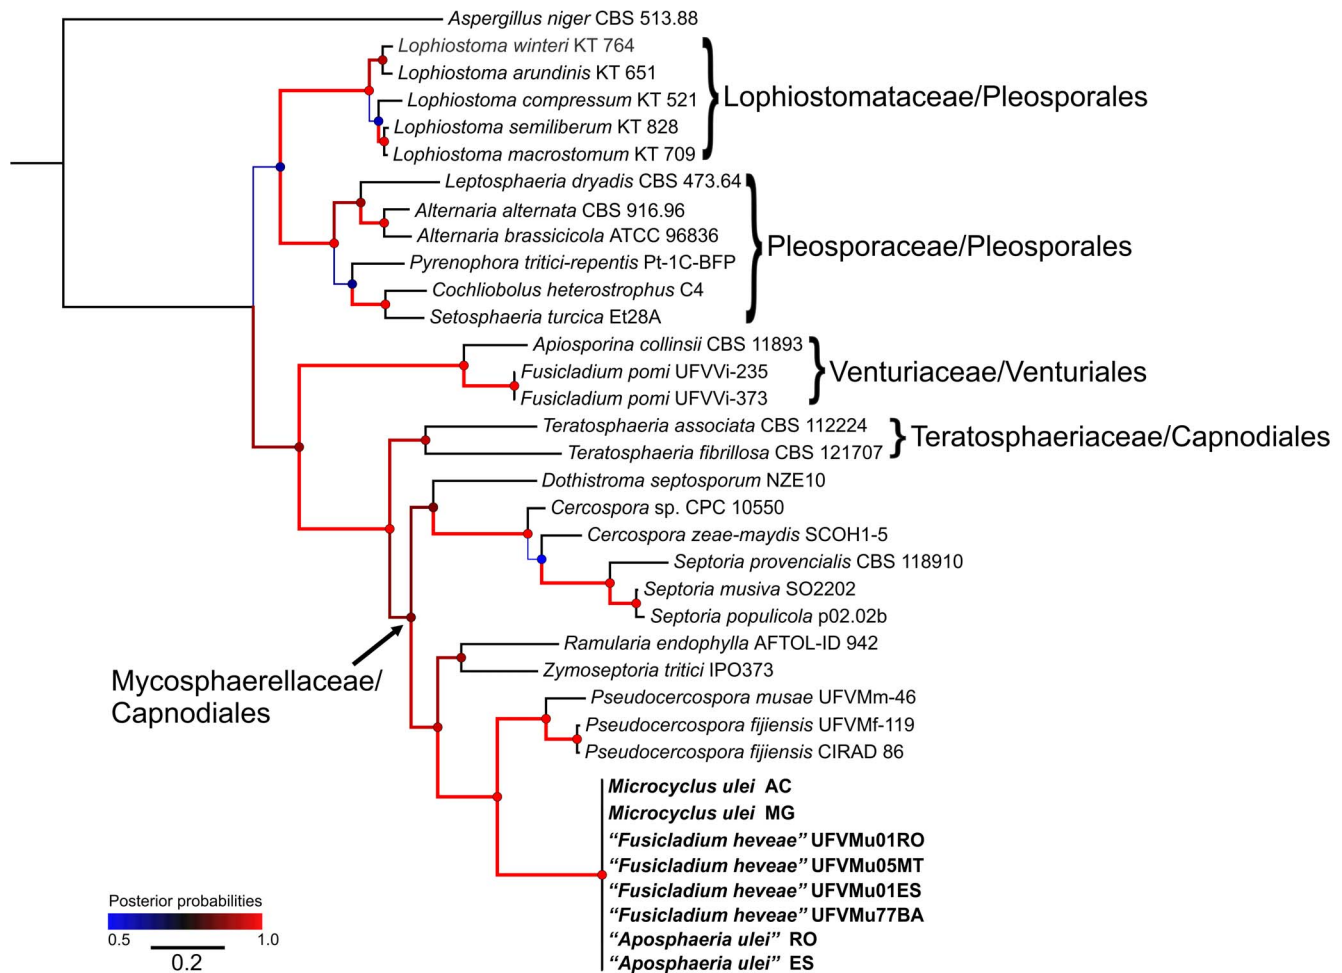 Aspergillus niger CBS 513.88
Lophiostoma winteri KT 764
Lophiostoma arundinis KT 651
Lophiostoma compressum KT 521
Lophiostoma semiliberum KT 828
Lophiostoma macrostomum KT 709
Lophiostomataceae/Pleosporales
Leptosphaeria dryadis CBS 473.64
Alternaria alternata CBS 916.96
Alternaria brassicicola ATCC 96836
Pyrenophora tritici-repentis Pt-1C-BFP
Cochliobolus heterostrophus C4
Setosphaeria turcica Et28A
Pleosporaceae/Pleosporales
Apiosporina collinsii CBS 11893
Fusicladium pomi UFVVi-235
Fusicladium pomi UFVVi-373
Venturiaceae/Venturiales
Teratosphaeria associata CBS 112224
Teratosphaeria fibrillosa CBS 121707
Teratosphaeriaceae/Capnodiales
Dothistroma septosporum NZE10
Cercospora sp. CPC 10550
Cercospora zeae-maydis SCOH1-5
Septoria provencialis CBS 118910
Septoria musiva SO2202
Septoria populicola p02.02b
Ramularia endophylla AFTOL-ID 942
Zymoseptoria tritici IPO373
Mycosphaerellaceae/
Capnodiales
Pseudocercospora musae UFVMm-46
Pseudocercospora fijiensis UFVMf-119
Pseudocercospora fijiensis CIRAD 86
Microcyclus ulei AC
Microcyclus ulei MG
“Fusicladium heveae” UFVMu01RO
“Fusicladium heveae” UFVMu05MT
“Fusicladium heveae” UFVMu01ES
“Fusicladium heveae” UFVMu77BA
“Aposphaeria ulei” RO
“Aposphaeria ulei” ES
Posterior probabilities
0.5 1.0
0.2